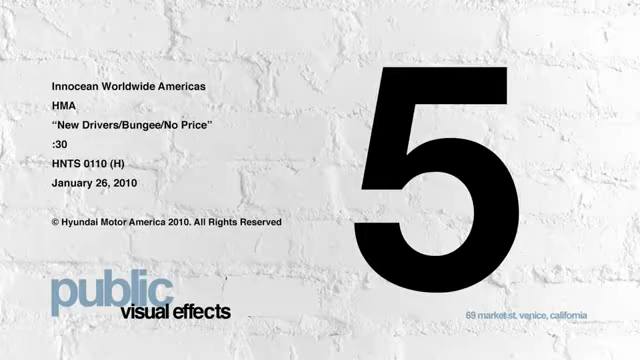 Innocean Worldwide Americas
HMA
“New Drivers/Bungee/No Price”
:30
HNTS 0110 (H)
January 26, 2010
© Hyundai Motor America 2010. All Rights Reserved
5
public
visual effects
69 market st. venice, california